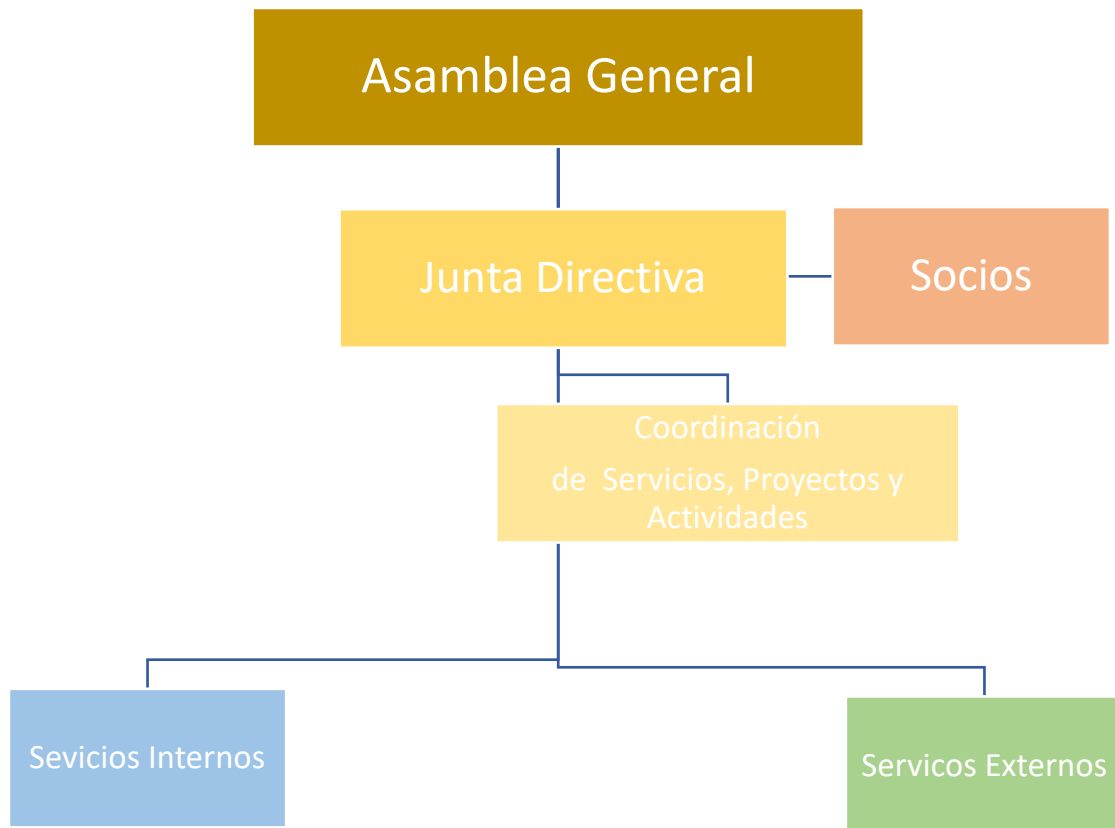 Asamblea General
Junta Directiva
Socios
Coordinación
de Servicios, Proyectos y
Actividades
Sevicios Internos
Servicos Externos